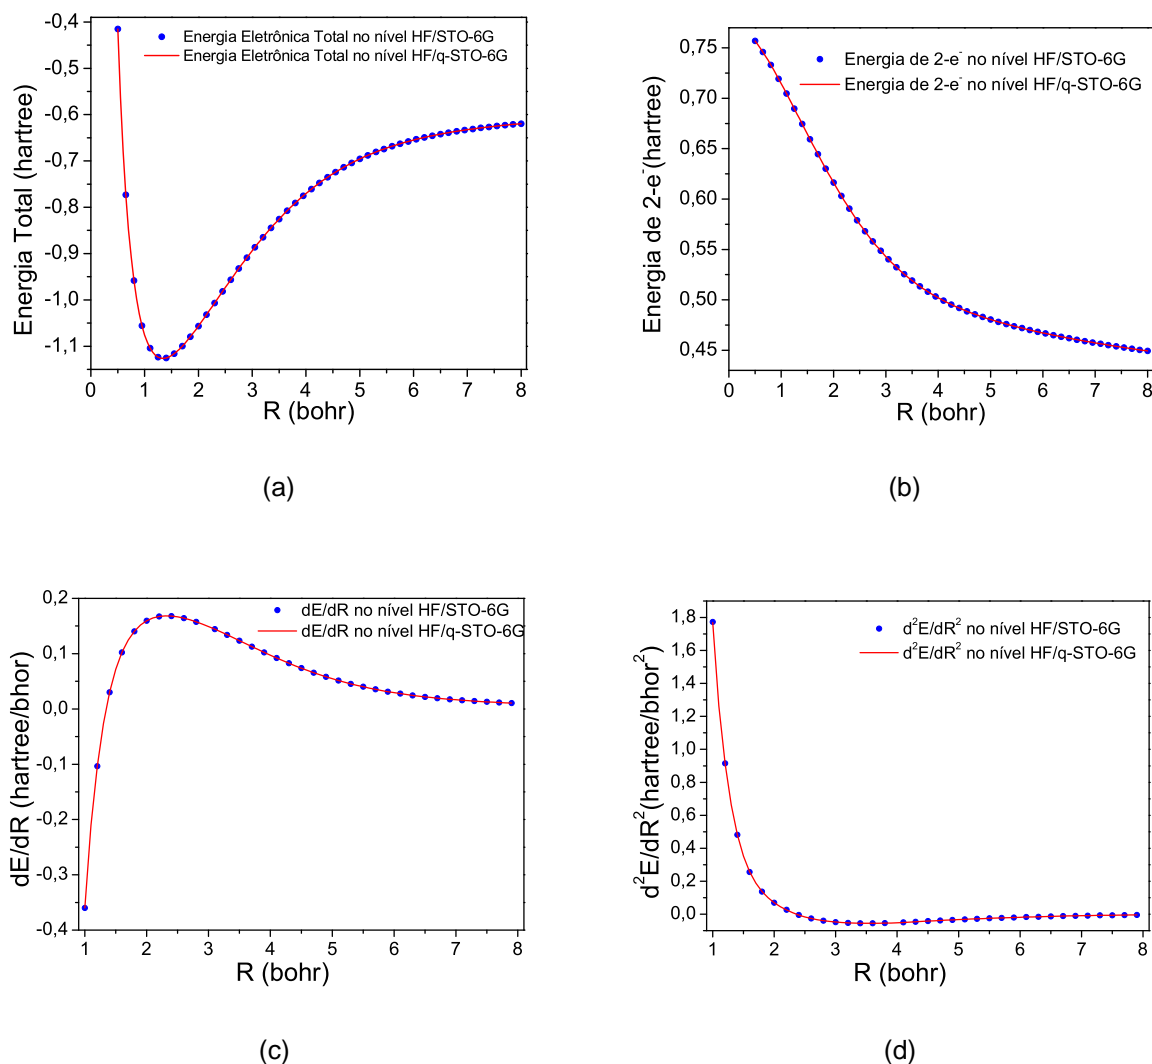 Energia Total (hartree)
-0,4
-0,5
-0,6
-0,7
-0,8
-0,9
-1,0
-1,1
Energia Eletrônica Total no nível HF/STO-6G
Energia Eletrônica Total no nível HF/q-STO-6G
0 1 2 3 4 5 6 7 8
R (bohr)
(a)
Energia de 2-e⁻(hartree)
0,75
0,70
0,65
0,60
0,55
0,50
0,45
Energia de 2-e⁻ no nível HF/STO-6G
Energia de 2-e⁻ no nível HF/q-STO-6G
0 1 2 3 4 5 6 7 8
R (bohr)
(b)
dE/dR (hartree/bhor)
0,2
0,1
0,0
-0,1
-0,2
-0,3
-0,4
dE/dR no nível HF/STO-6G
dE/dR no nível HF/q-STO-6G
1 2 3 4 5 6 7 8
R (bohr)
(c)
d²E/dR²(hartree/bhor²)
1,8
1,6
1,4
1,2
1,0
0,8
0,6
0,4
0,2
0,0
d²E/dR² no nível HF/STO-6G
d²E/dR² no nível HF/q-STO-6G
1 2 3 4 5 6 7 8
R (bohr)
(d)